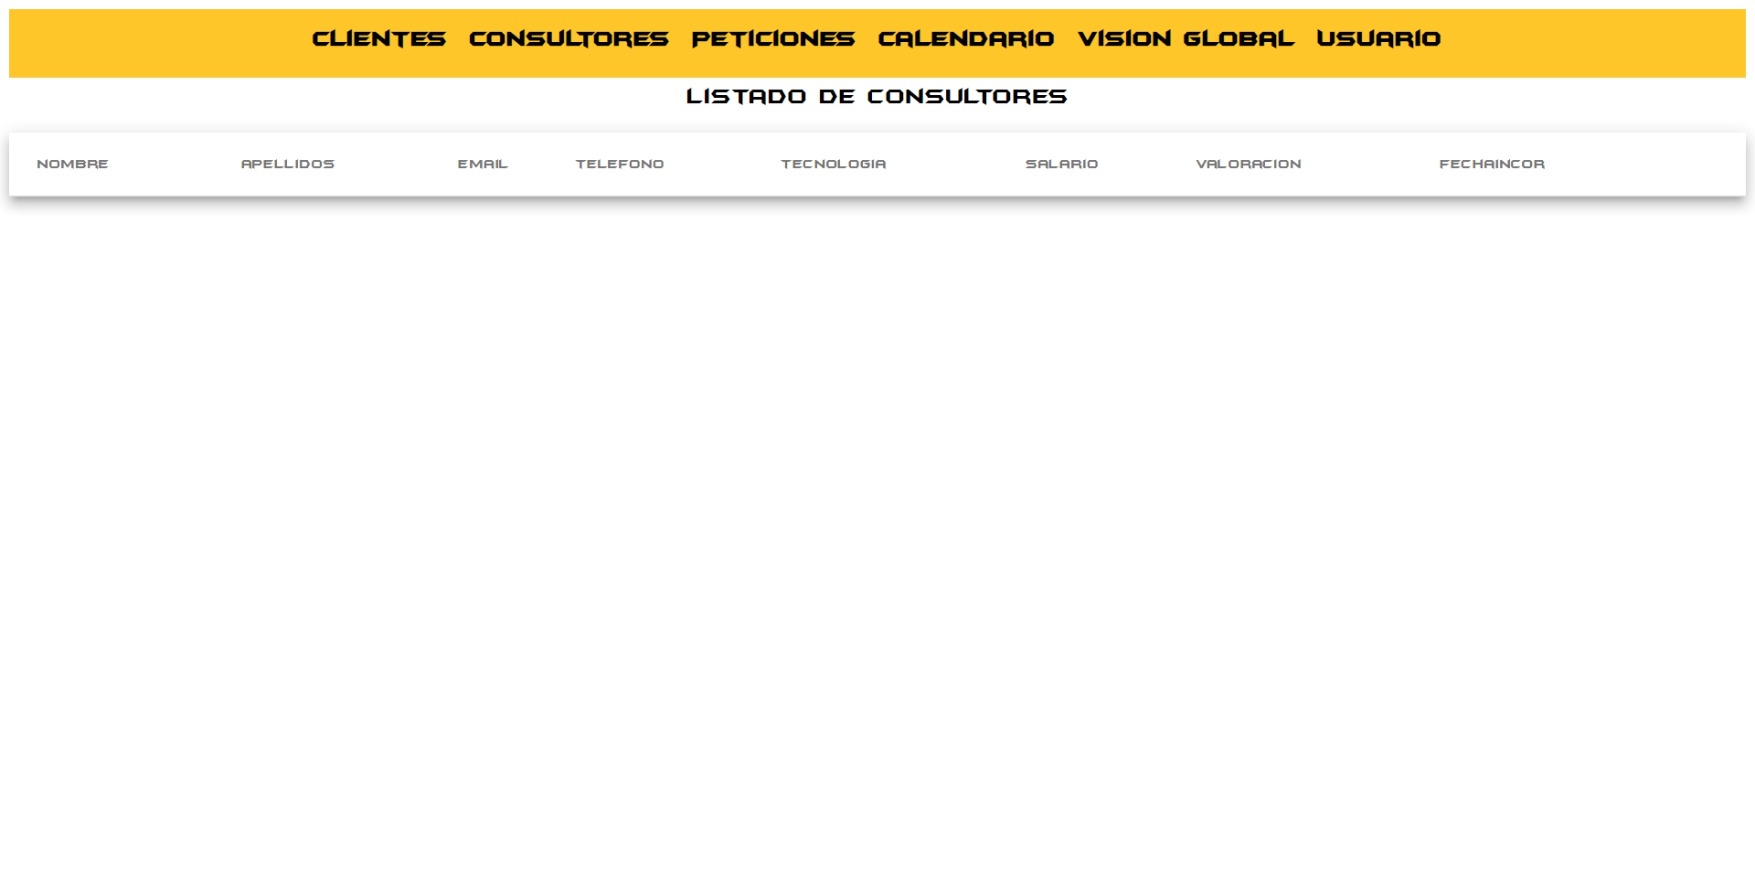 CLIENTES CONSULTORES PETICIONES CALENDARIO VISION GLOBAL USUARIO
LISTADO DE CONSULTORES
NOMBRE APELLIDOS EMAIL TELEFONO TECNOLOGIA SALARIO VALORACION FECHAINCOR